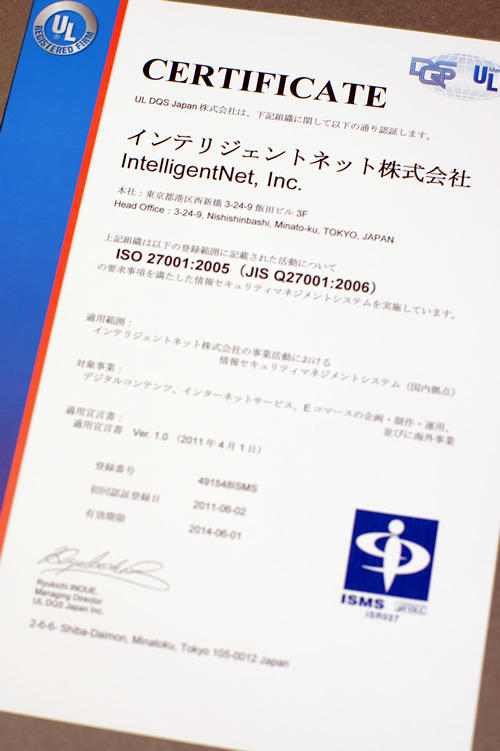 UL
REGISTERED FIRM
DQS UL
CERTIFICATE
UL DQS Japan 株式会社は、下記組織に関して以下の通り認証します。
インテリジェントネット株式会社
IntelligentNet, Inc.
本社：東京都港区西新橋 3-24-9 飯田ビル 3F
Head Office : 3-24-9, Nishishinbashi, Minato-ku, TOKYO, JAPAN
上記組織は以下の登録範囲に記載された活動について
ISO 27001:2005（JIS Q27001:2006）
の要求事項を満たした情報セキュリティマネジメントシステムを実施しています。
適用範囲：
インテリジェントネット株式会社の事業活動における
情報セキュリティマネジメントシステム（国内拠点）
対象事業：
デジタルコンテンツ、インターネットサービス、Eコマースの企画・制作・運用、
並びに海外事業
適用宣言書：
適用宣言書 Ver. 1.0 （2011年4月1日）
登録番号 491548ISMS
初回認証登録日 2011-06-02
有効期限 2014-06-01
Ryukichi INOUE,
Managing Director
UL DQS Japan Inc.
2-6-6- Shiba-Daimon, Minatoku, Tokyo 105-0012 Japan
ISMS
ISR027